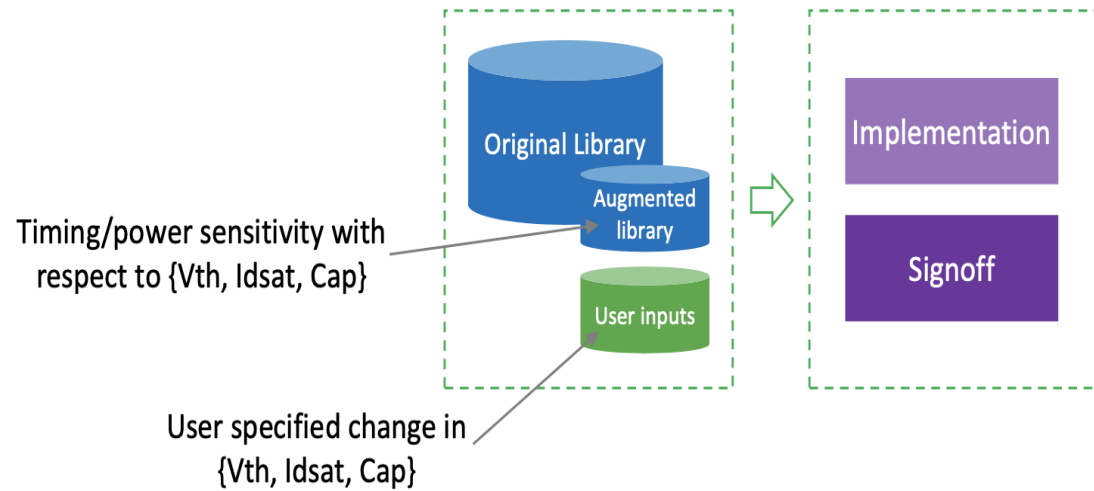 Original Library
Augmented
library
Timing/power sensitivity with
respect to {Vth, Idsat, Cap}
User inputs
User specified change in
{Vth, Idsat, Cap}
Implementation
Signoff